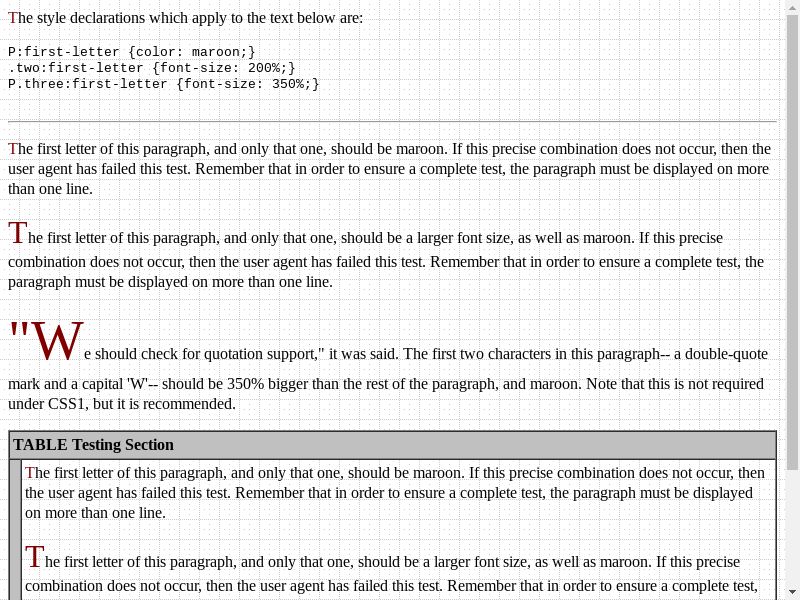 The style declarations which apply to the text below are:
P:first-letter {color: maroon;}
.two:first-letter {font-size: 200%;}
P.three:first-letter {font-size: 350%;}
The first letter of this paragraph, and only that one, should be maroon. If this precise combination does not occur, then the
user agent has failed this test. Remember that in order to ensure a complete test, the paragraph must be displayed on more
than one line.
The first letter of this paragraph, and only that one, should be a larger font size, as well as maroon. If this precise
combination does not occur, then the user agent has failed this test. Remember that in order to ensure a complete test, the
paragraph must be displayed on more than one line.
"We should check for quotation support," it was said. The first two characters in this paragraph-- a double-quote
mark and a capital 'W'-- should be 350% bigger than the rest of the paragraph, and maroon. Note that this is not required
under CSS1, but it is recommended.
TABLE Testing Section
The first letter of this paragraph, and only that one, should be maroon. If this precise combination does not occur, then
the user agent has failed this test. Remember that in order to ensure a complete test, the paragraph must be displayed
on more than one line.
The first letter of this paragraph, and only that one, should be a larger font size, as well as maroon. If this precise
combination does not occur, then the user agent has failed this test. Remember that in order to ensure a complete test,